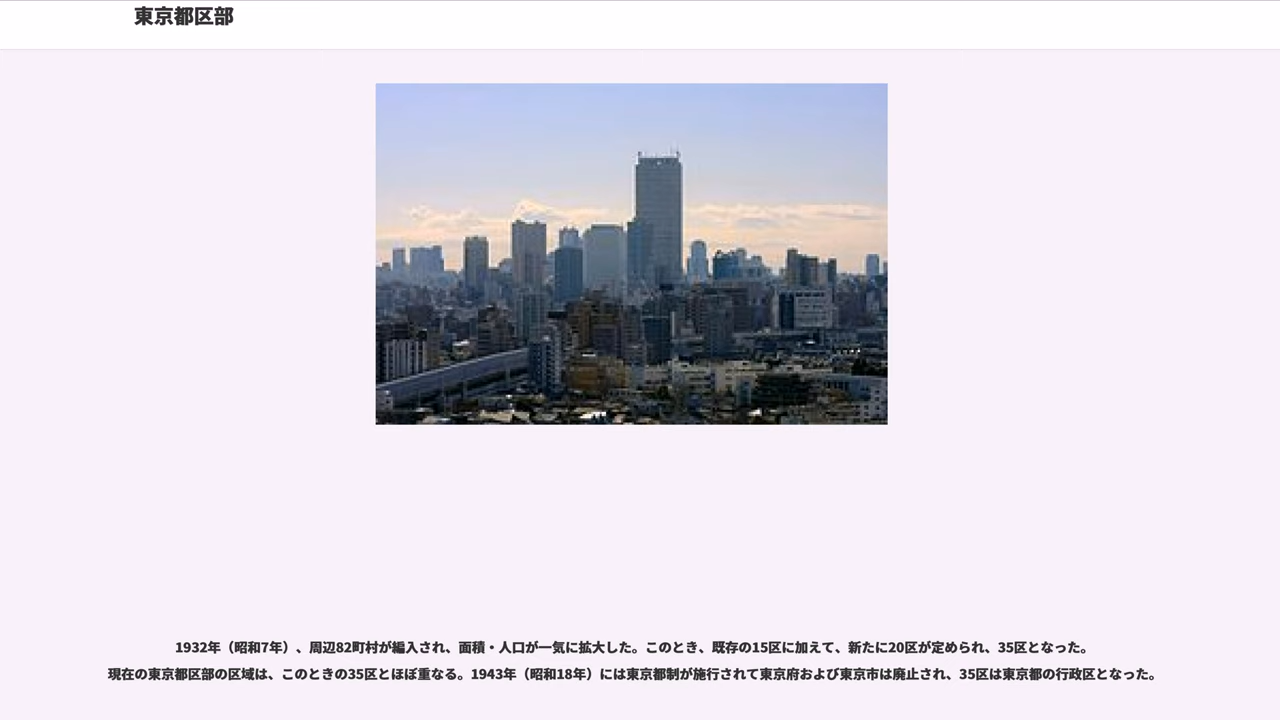 東京都区部
1932年（昭和7年）、周辺82町村が編入され、面積・人口が一気に拡大した。このとき、既存の15区に加えて、新たに20区が定められ、35区となった。
現在の東京都区部の区域は、このときの35区とほぼ重なる。1943年（昭和18年）には東京都制が施行されて東京府および東京市は廃止され、35区は東京都の行政区となった。